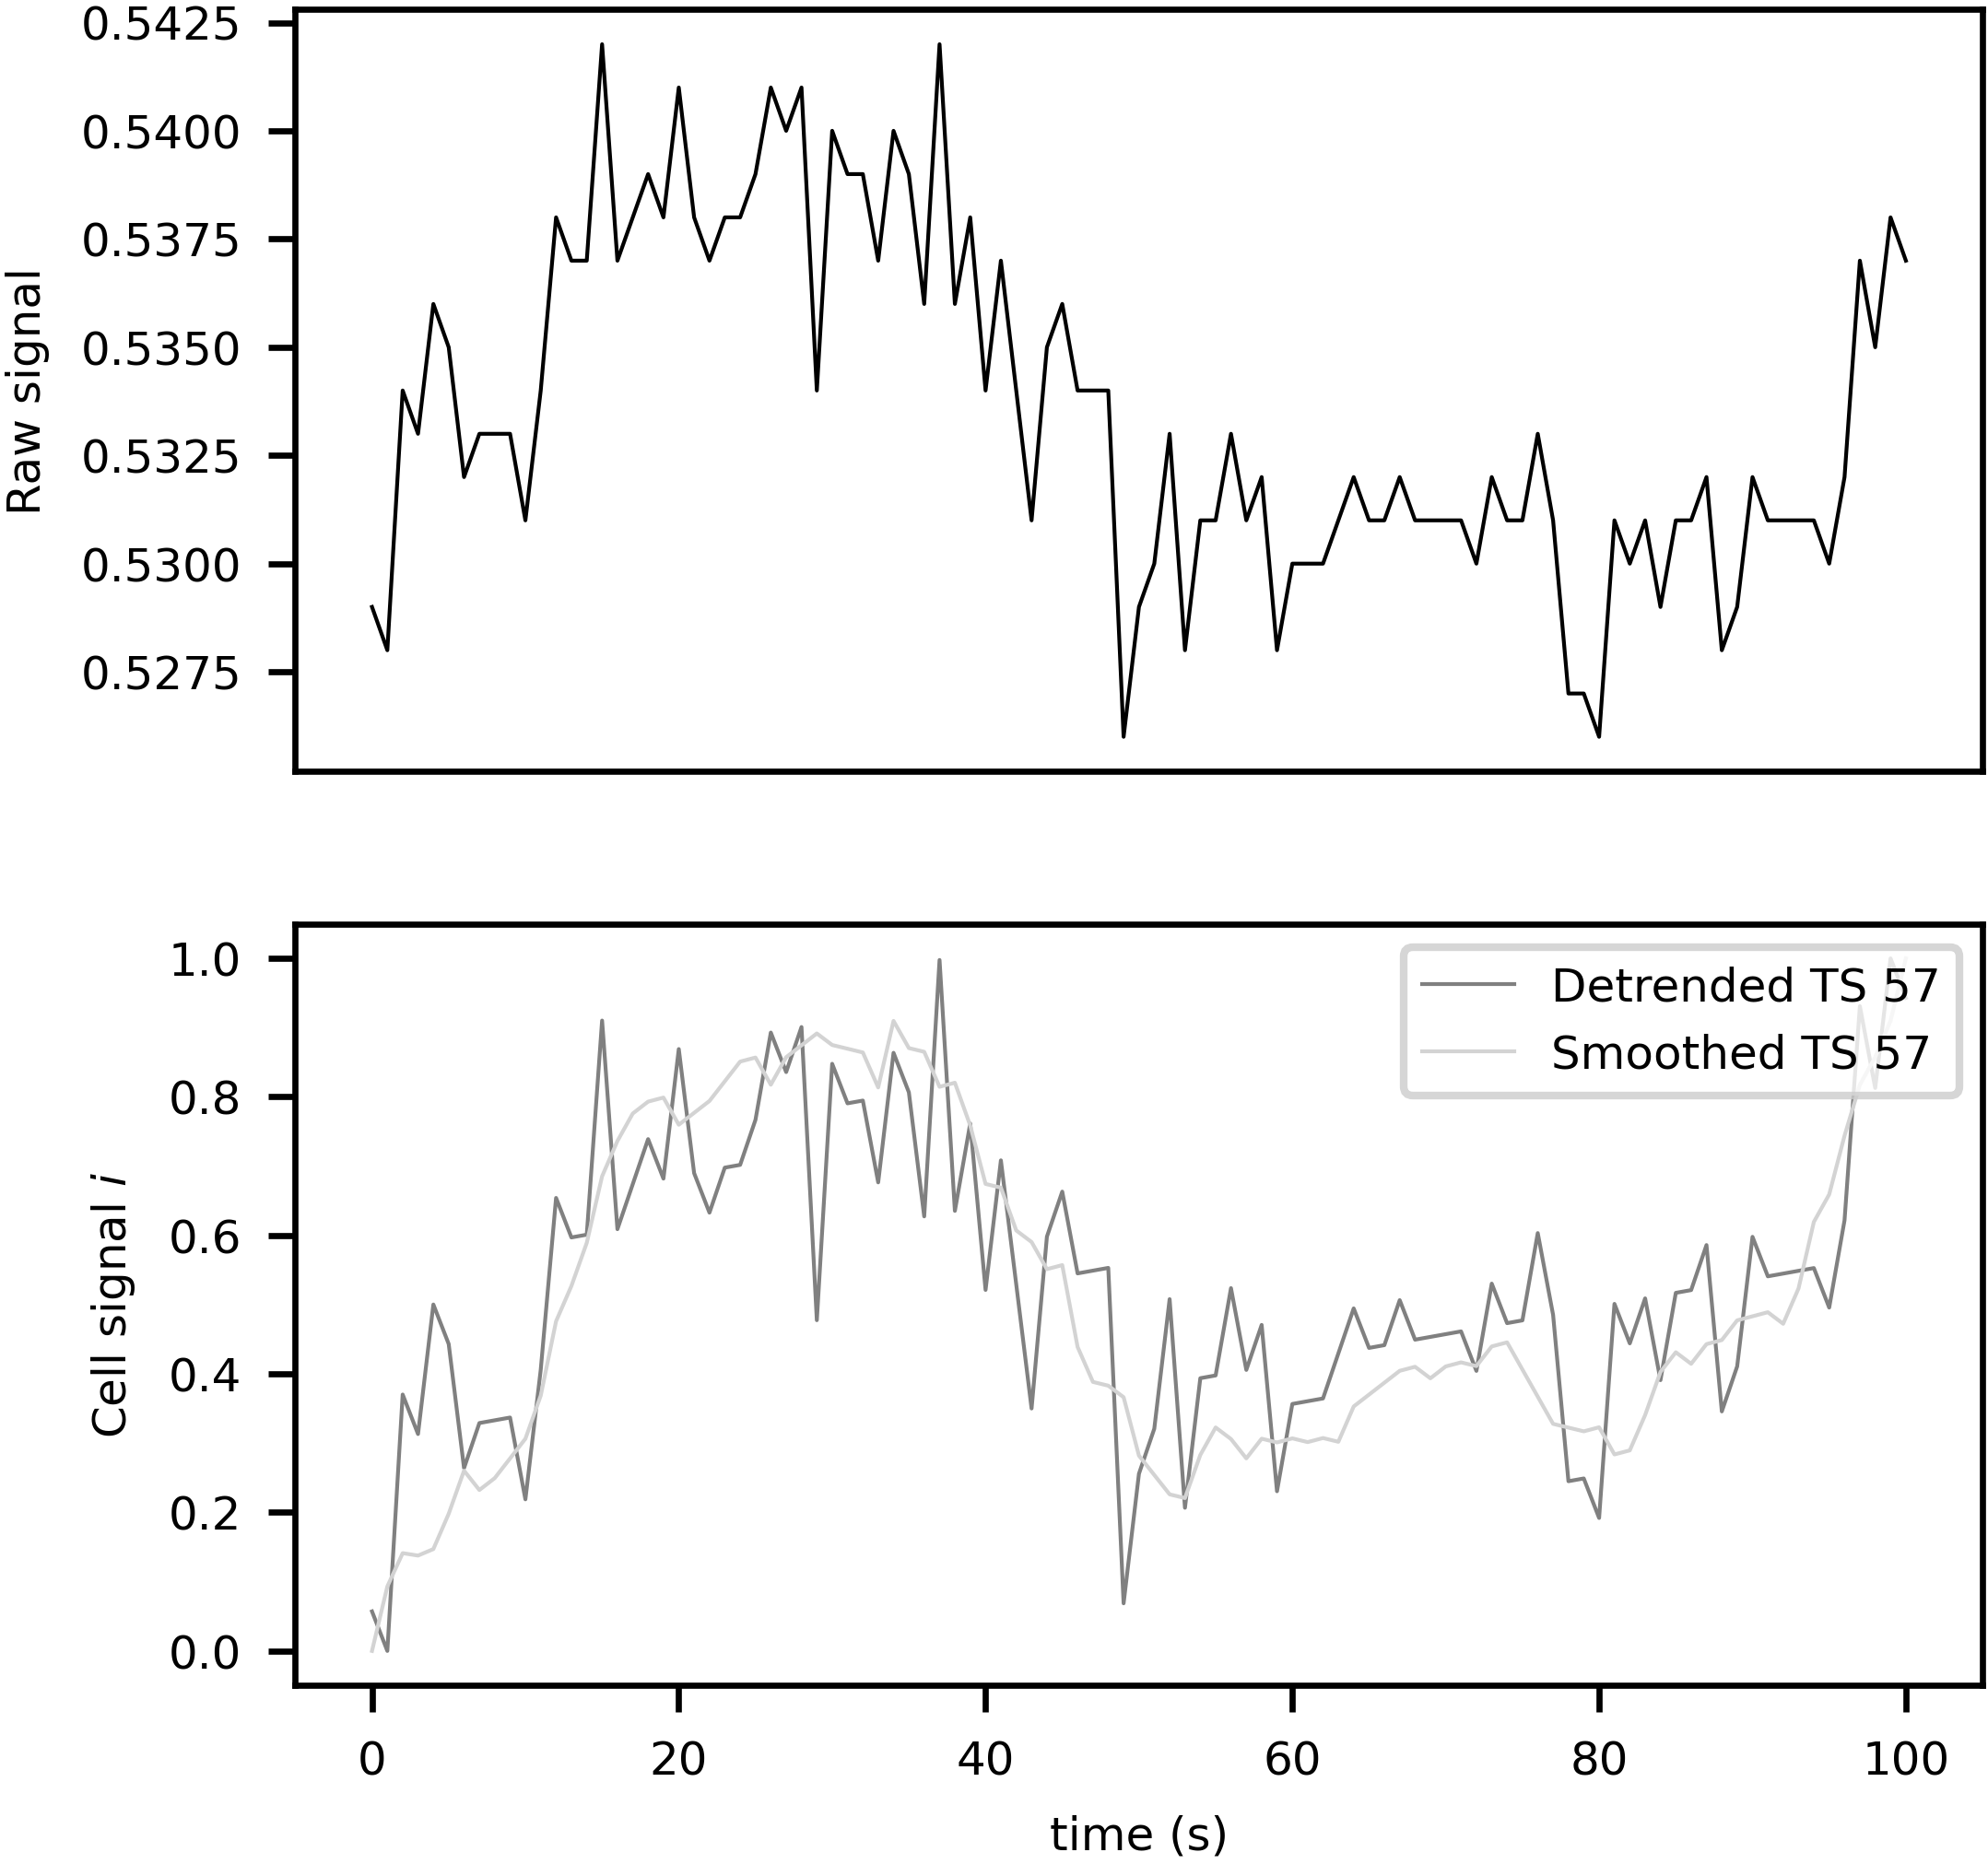 0.5425
0.5400
0.5375
0.5350
0.5325
0.5300
0.5275
Raw signal
1.0
0.8
0.6
0.4
0.2
0.0
Cell signal i
Detrended TS 57
Smoothed TS 57
0 20 40 60 80 100
time (s)